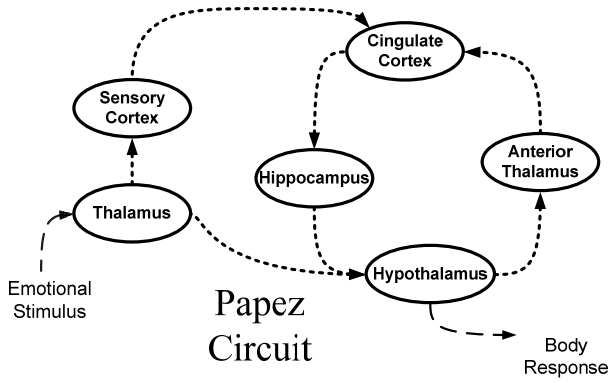 Cingulate
Cortex
Sensory
Cortex
Anterior
Thalamus
Hippocampus
Thalamus
Hypothalamus
Emotional
Stimulus
Papez
Circuit
Body
Response